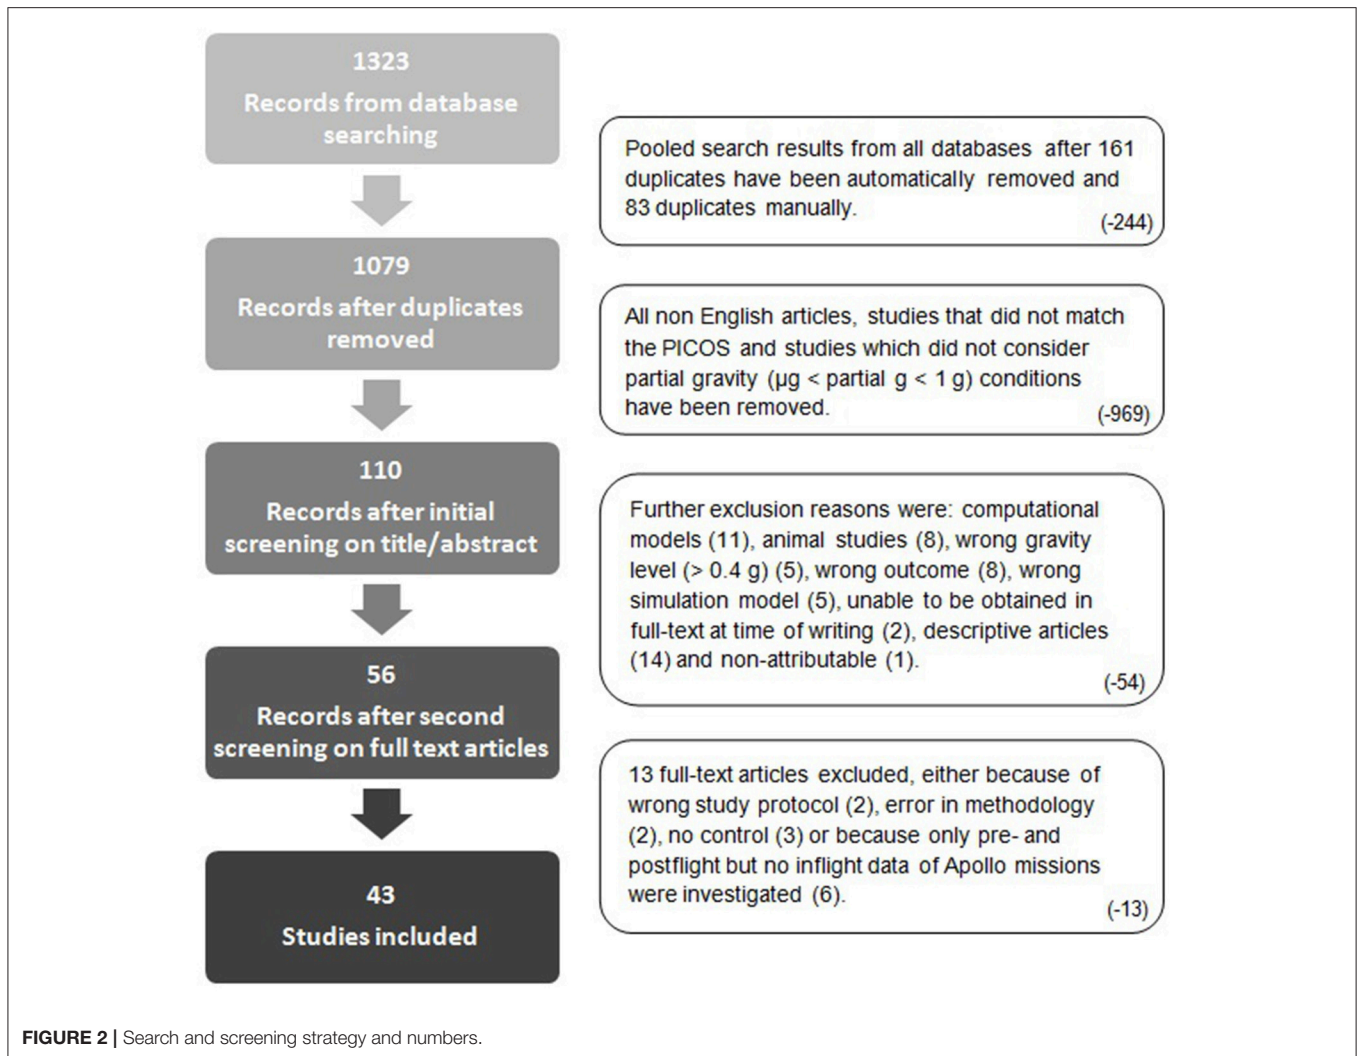 1323
Records from database
searching
Pooled search results from all databases after 161
duplicates have been automatically removed and
83 duplicates manually.
(-244)
1079
Records after duplicates
removed
All non English articles, studies that did not match
the PICOS and studies which did not consider
partial gravity (µg < partial g < 1 g) conditions
have been removed.
(-969)
110
Records after initial
screening on title/abstract
Further exclusion reasons were: computational
models (11), animal studies (8), wrong gravity
level (> 0.4 g) (5), wrong outcome (8), wrong
simulation model (5), unable to be obtained in
full-text at time of writing (2), descriptive articles
(14) and non-attributable (1).
(-54)
56
Records after second
screening on full text articles
13 full-text articles excluded, either because of
wrong study protocol (2), error in methodology
(2), no control (3) or because only pre- and
postflight but no inflight data of Apollo missions
were investigated (6).
(-13)
43
Studies included
FIGURE 2 | Search and screening strategy and numbers.